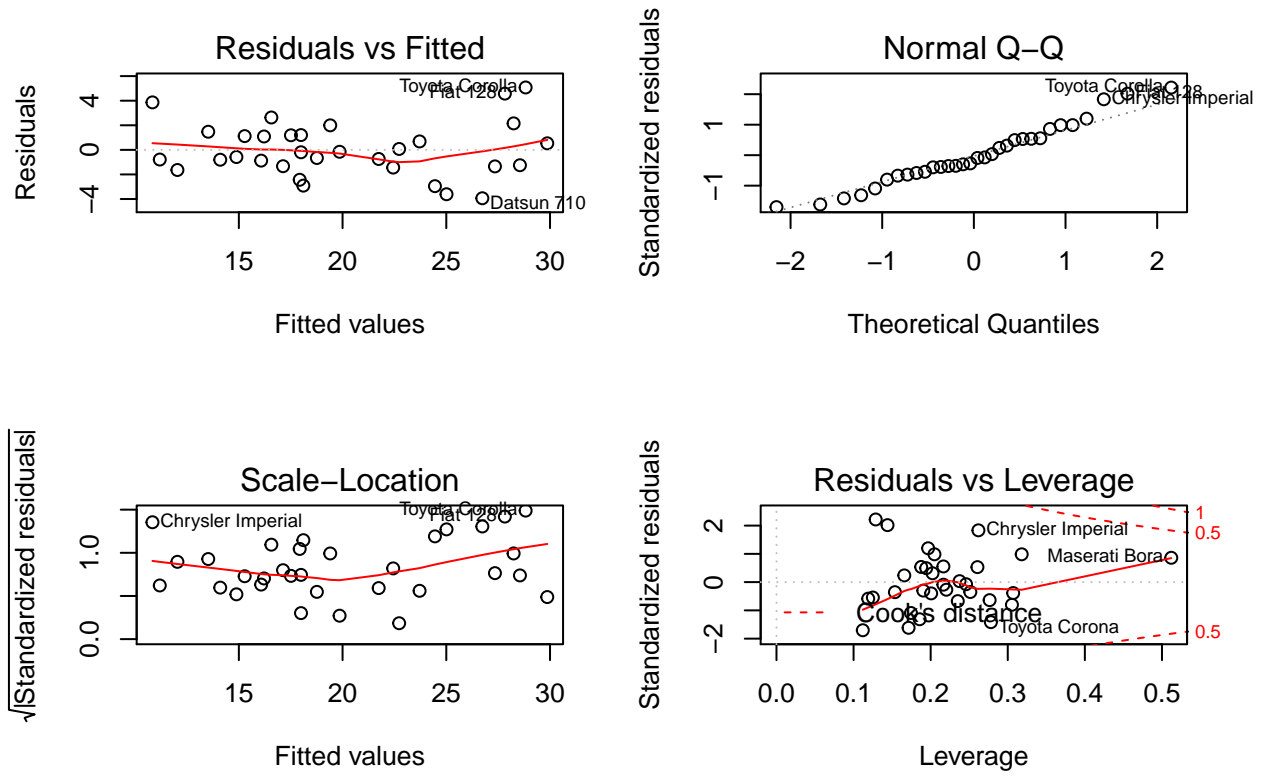 Residuals vs Fitted
Residuals
4
0
−4
Toyota Corolla
Fiat 128
Datsun 710
15 20 25 30
Fitted values
Normal Q−Q
Standardized residuals
1
−1
Toyota Corolla
Fiat 128
Chrysler Imperial
−2 −1 0 1 2
Theoretical Quantiles
Scale−Location
√|Standardized residuals|
1.0
0.0
Toyota Corolla
Fiat 128
Chrysler Imperial
15 20 25 30
Fitted values
Residuals vs Leverage
Standardized residuals
2
0
−2
1
0.5
Chrysler Imperial
Maserati Bora
Cook's distance
Toyota Corona
0.5
0.0 0.1 0.2 0.3 0.4 0.5
Leverage